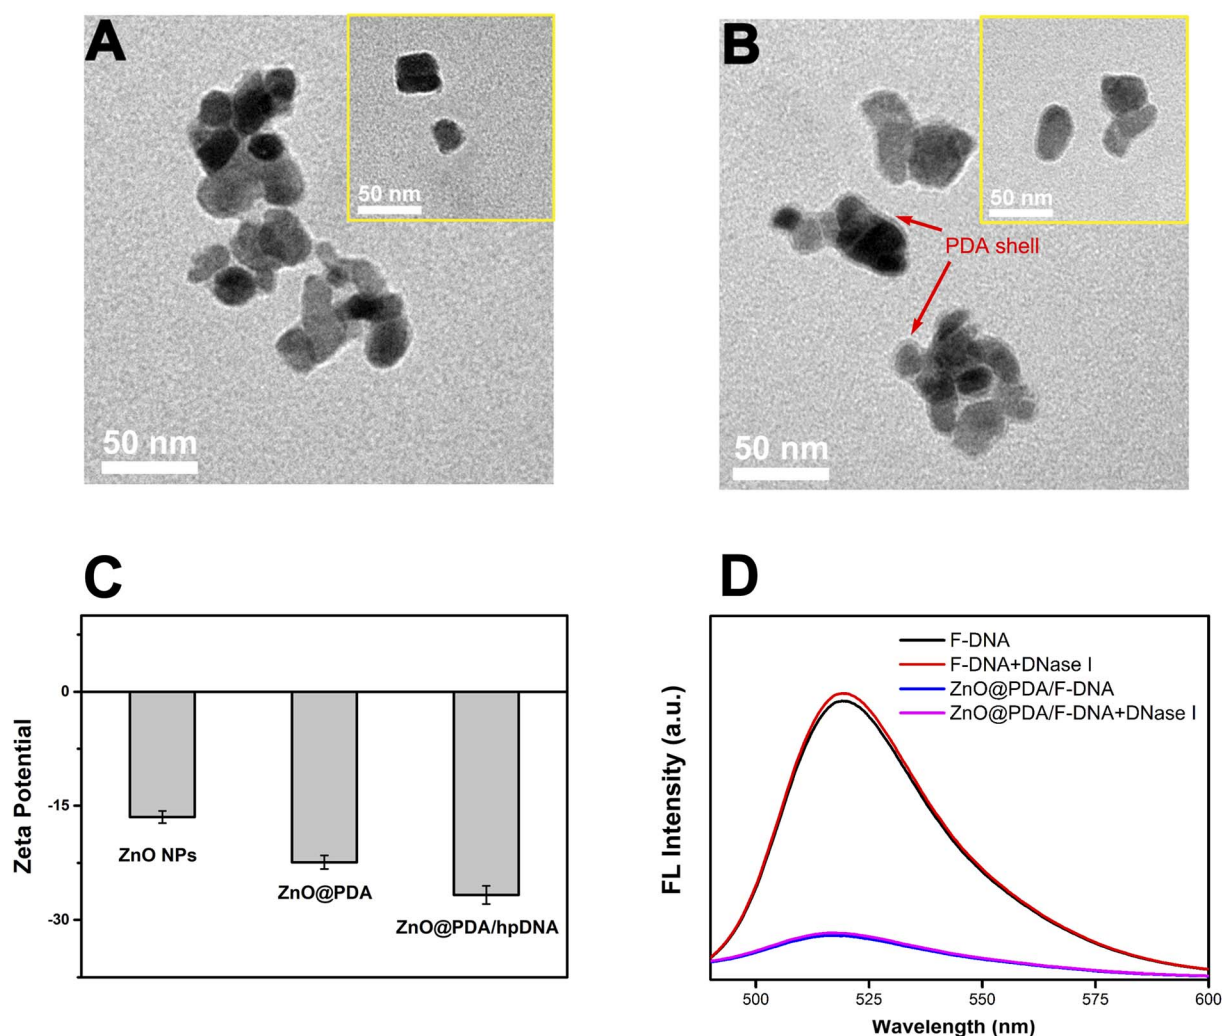 A
50 nm
50 nm
B
50 nm
PDA shell
50 nm
C
Zeta Potential
0
-15
-30
ZnO NPs
ZnO@PDA
ZnO@PDA/hpDNA
D
FL Intensity (a.u.)
F-DNA
F-DNA+DNase I
ZnO@PDA/F-DNA
ZnO@PDA/F-DNA+DNase I
500
525
550
575
600
Wavelength (nm)